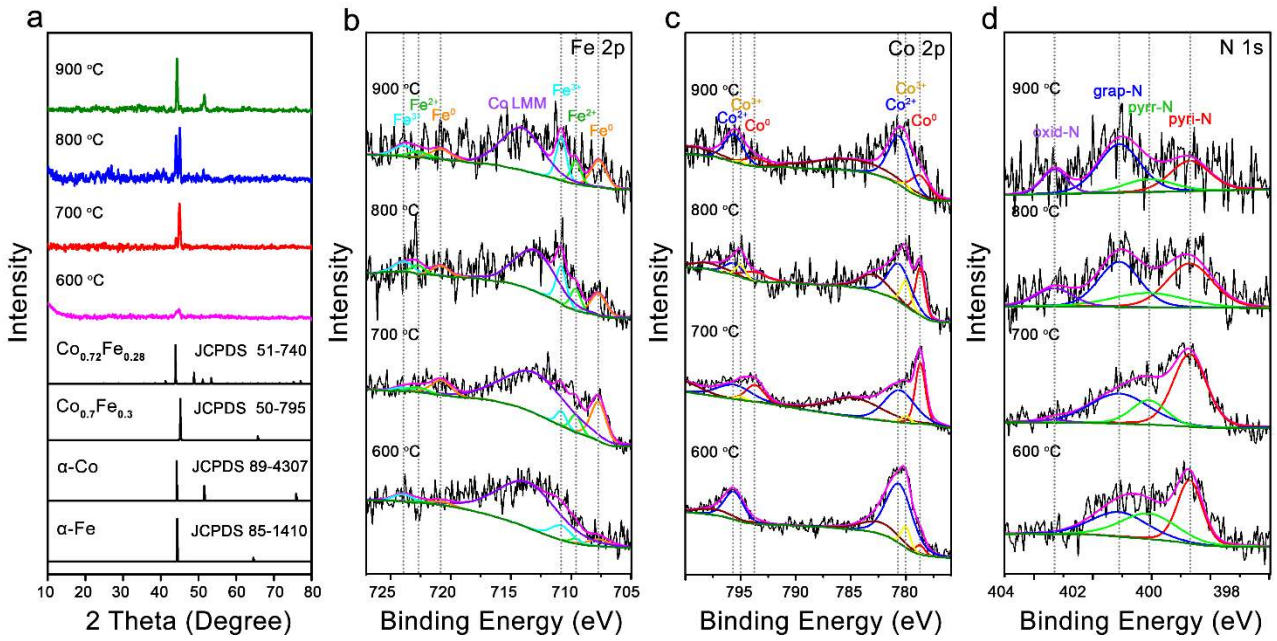 a
900 °C
800 °C
700 °C
600 °C
Co0.72Fe0.28 JCPDS 51-740
Co0.7Fe0.3 JCPDS 50-795
α-Co JCPDS 89-4307
α-Fe JCPDS 85-1410
Intensity
10 20 30 40 50 60 70 80
2 Theta (Degree)
b
Fe 2p
900 °C
Fe3+
Fe2+
Fe0
Co LMM
Fe3+
Fe2+
Fe0
800 °C
700 °C
600 °C
Intensity
725 720 715 710 705
Binding Energy (eV)
c
Co 2p
900 °C
Co3+
Co2+
Co0
Co3+
Co2+
Co0
800 °C
700 °C
600 °C
Intensity
795 790 785 780
Binding Energy (eV)
d
N 1s
900 °C
oxid-N
grap-N
pyrr-N
pyri-N
800 °C
700 °C
600 °C
Intensity
404 402 400 398
Binding Energy (eV)